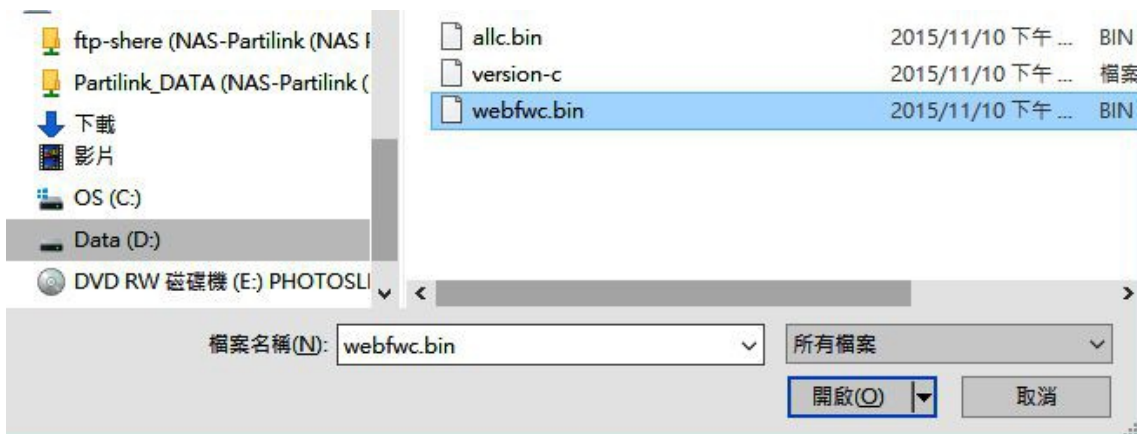 ftp-shere (NAS-Partilink (NAS
Partilink_DATA (NAS-Partilink (
下載
影片
OS (C:)
Data (D:)
DVD RW 磁碟機 (E:) PHOTOSL
allc.bin 2015/11/10 下午 ... BIN
version-c 2015/11/10 下午 ... 檔案
webfwc.bin 2015/11/10 下午 ... BIN
檔案名稱(N): webfwc.bin 所有檔案
開啟(O) 取消